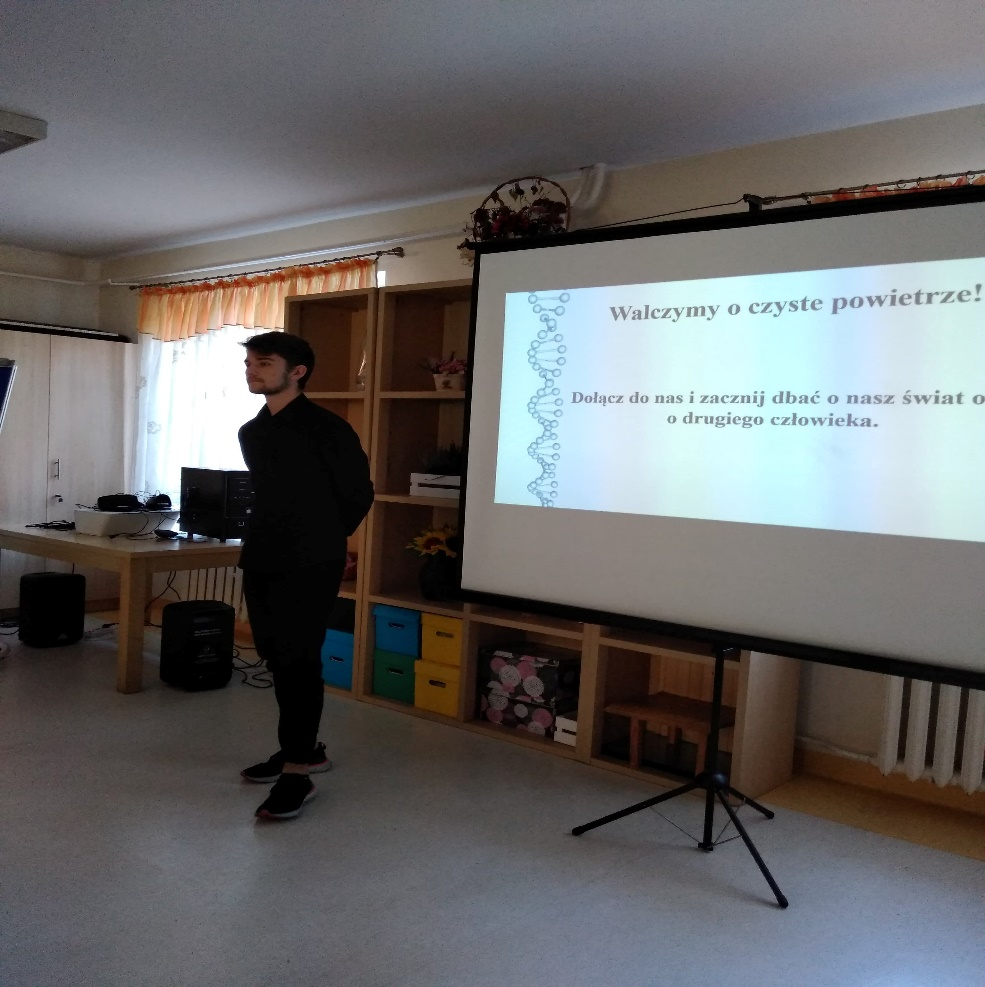 Walczymy o czyste powietrze!
Dołącz do nas i zacznij dbać o nasz świat o
o drugiego człowieka.